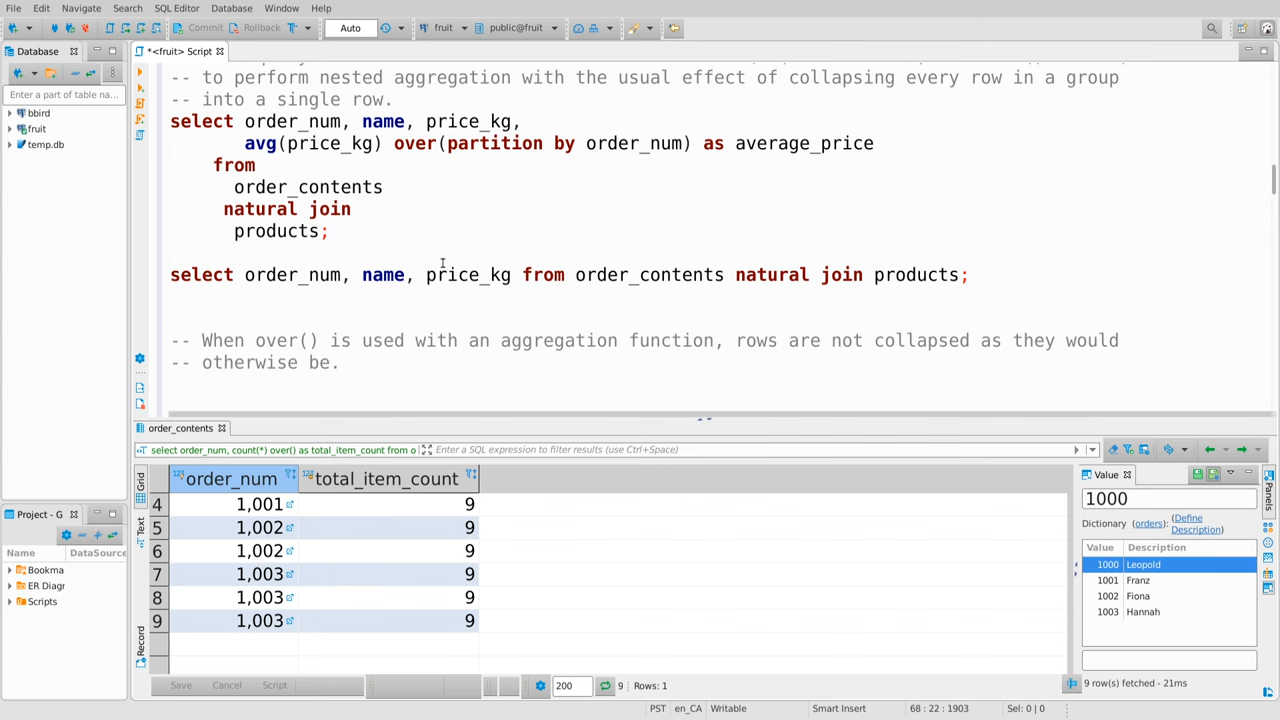 File Edit Navigate Search SQL Editor Database Window Help
Commit Rollback Auto fruit public@fruit
Database *<fruit> Script
Enter a part of table na...
bbird
fruit
temp.db
-- to perform nested aggregation with the usual effect of collapsing every row in a group
-- into a single row.
select order_num, name, price_kg,
avg(price_kg) over(partition by order_num) as average_price
from
order_contents
natural join
products;
select order_num, name, price_kg from order_contents natural join products;
-- When over() is used with an aggregation function, rows are not collapsed as they would
-- otherwise be.
Project - G
Name DataSource
Bookma
ER Diagr
Scripts
order_contents
select order_num, count(*) over() as total_item_count from o Enter a SQL expression to filter results (use Ctrl+Space)
Grid
Text
Record
order_num total_item_count
4 1,001 9
5 1,002 9
6 1,002 9
7 1,003 9
8 1,003 9
9 1,003 9
Value
Panels
1000
Dictionary (orders): (Define Description)
Value Description
1000 Leopold
1001 Franz
1002 Fiona
1003 Hannah
Save Cancel Script 200 9 Rows: 1 9 row(s) fetched - 21ms
PST en_CA Writable Smart Insert 68 : 22 : 1903 Sel: 0 | 0